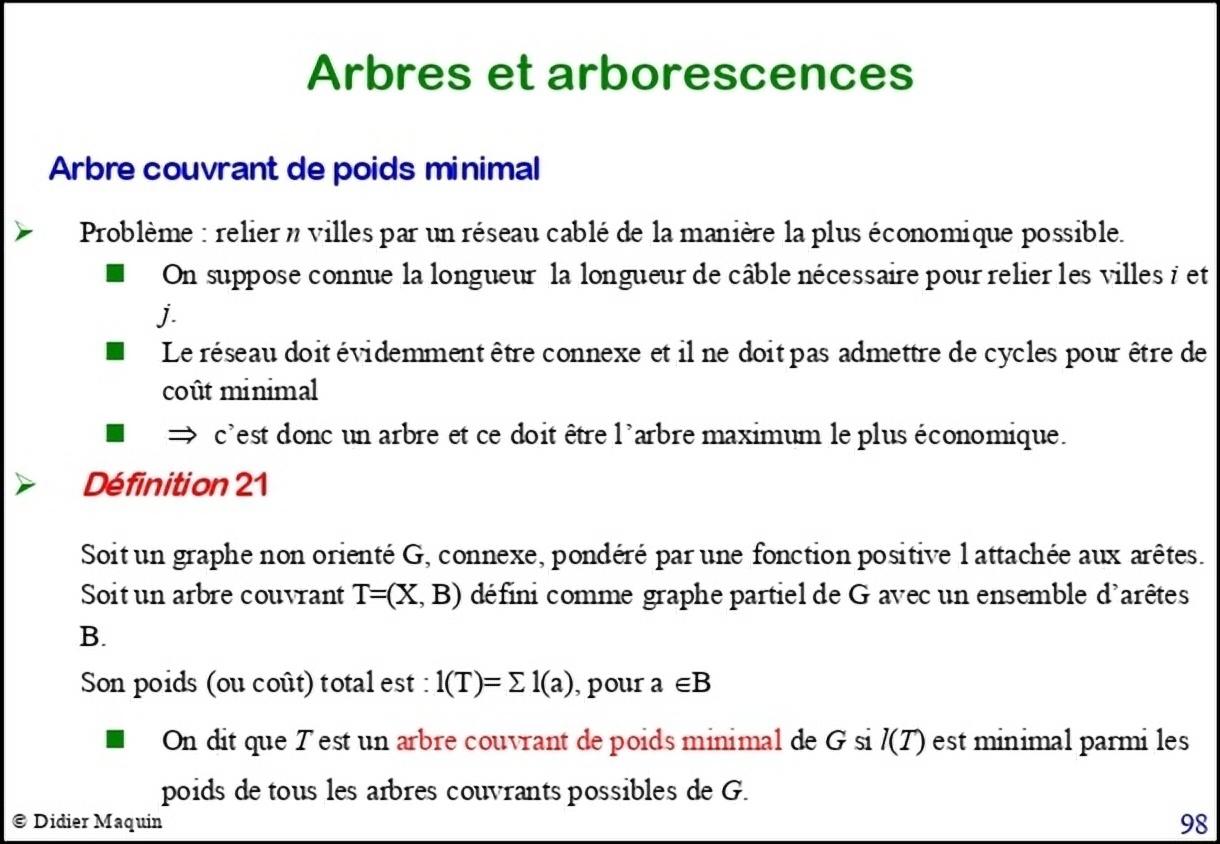 Arbres et arborescences
Arbre couvrant de poids minimal
➢ Problème : relier n villes par un réseau cablé de la manière la plus économique possible.
■ On suppose connue la longueur la longueur de câble nécessaire pour relier les villes i et
j.
■ Le réseau doit évidemment être connexe et il ne doit pas admettre de cycles pour être de
coût minimal
■ ⇒ c’est donc un arbre et ce doit être l’arbre maximum le plus économique.
➢ Définition 21
Soit un graphe non orienté G, connexe, pondéré par une fonction positive l attachée aux arêtes.
Soit un arbre couvrant T=(X, B) défini comme graphe partiel de G avec un ensemble d’arêtes
B.
Son poids (ou coût) total est : l(T)= Σ l(a), pour a ∈B
■ On dit que T est un arbre couvrant de poids minimal de G si l(T) est minimal parmi les
poids de tous les arbres couvrants possibles de G.
© Didier Maquin
98